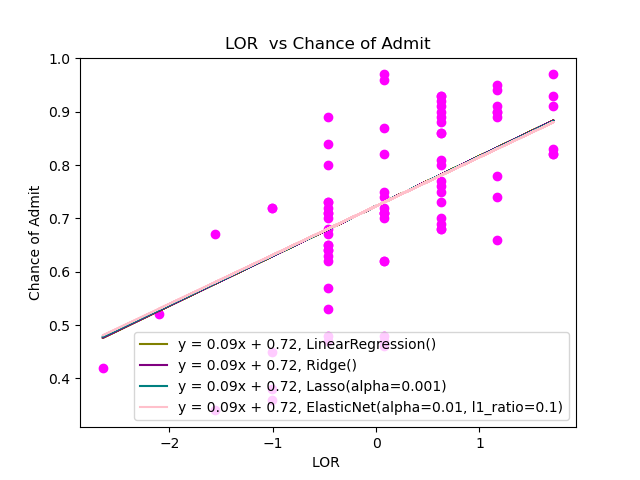 LOR  vs Chance of Admit
1.0
0.9
0.8
0.7
0.6
0.5
0.4
Chance of Admit
y = 0.09x + 0.72, LinearRegression()
y = 0.09x + 0.72, Ridge()
y = 0.09x + 0.72, Lasso(alpha=0.001)
y = 0.09x + 0.72, ElasticNet(alpha=0.01, l1_ratio=0.1)
−2
−1
0
1
LOR